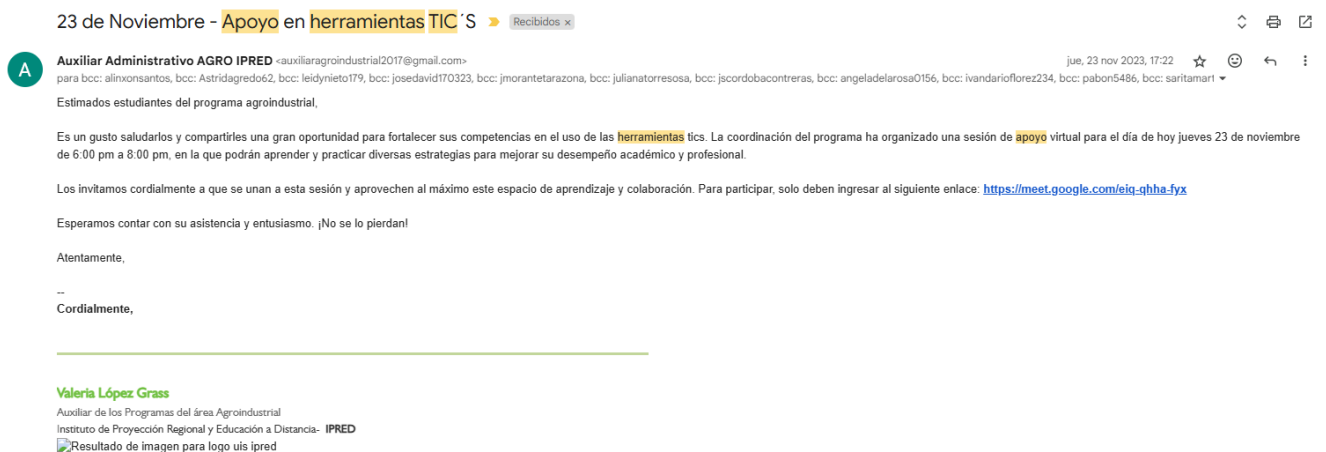 23 de Noviembre - Apoyo en herramientas TIC´S Recibidos x
A
Auxiliar Administrativo AGRO IPRED <auxiliaragroindustrial2017@gmail.com>
jue, 23 nov 2023, 17:22
para bcc: alinxonsantos, bcc: Astridagredo62, bcc: leidynieto179, bcc: josedavid170323, bcc: jmorantetarazona, bcc: julianatorresosa, bcc: jscordobacontreras, bcc: angeladelarosa0156, bcc: ivandarioflorez234, bcc: pabon5486, bcc: saritamart
Estimados estudiantes del programa agroindustrial,
Es un gusto saludarlos y compartirles una gran oportunidad para fortalecer sus competencias en el uso de las herramientas tics. La coordinación del programa ha organizado una sesión de apoyo virtual para el día de hoy jueves 23 de noviembre
de 6:00 pm a 8:00 pm, en la que podrán aprender y practicar diversas estrategias para mejorar su desempeño académico y profesional.
Los invitamos cordialmente a que se unan a esta sesión y aprovechen al máximo este espacio de aprendizaje y colaboración. Para participar, solo deben ingresar al siguiente enlace: https://meet.google.com/eiq-qhha-fyx
Esperamos contar con su asistencia y entusiasmo. ¡No se lo pierdan!
Atentamente,
--
Cordialmente,
Valeria López Grass
Auxiliar de los Programas del área Agroindustrial
Instituto de Proyección Regional y Educación a Distancia- IPRED
Resultado de imagen para logo uis ipred